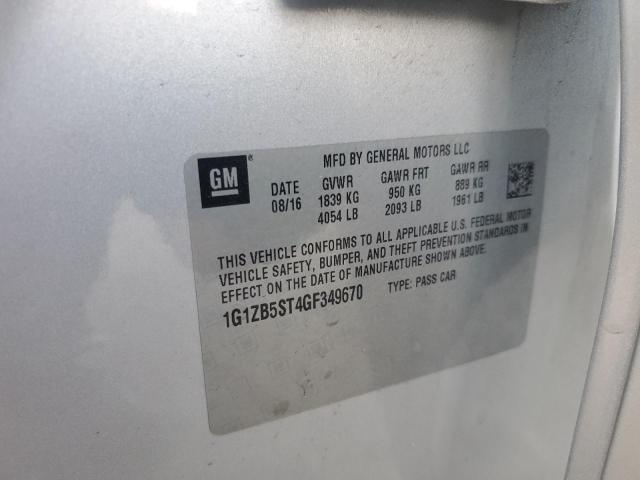 GM
®
MFD BY GENERAL MOTORS LLC
DATE GVWR GAWR FRT GAWR RR
08/16 1839 KG 950 KG 889 KG
4054 LB 2093 LB 1961 LB
THIS VEHICLE CONFORMS TO ALL APPLICABLE U.S. FEDERAL MOTOR
VEHICLE SAFETY, BUMPER, AND THEFT PREVENTION STANDARDS IN
EFFECT ON THE DATE OF MANUFACTURE SHOWN ABOVE.
1G1ZB5ST4GF349670 TYPE: PASS CAR